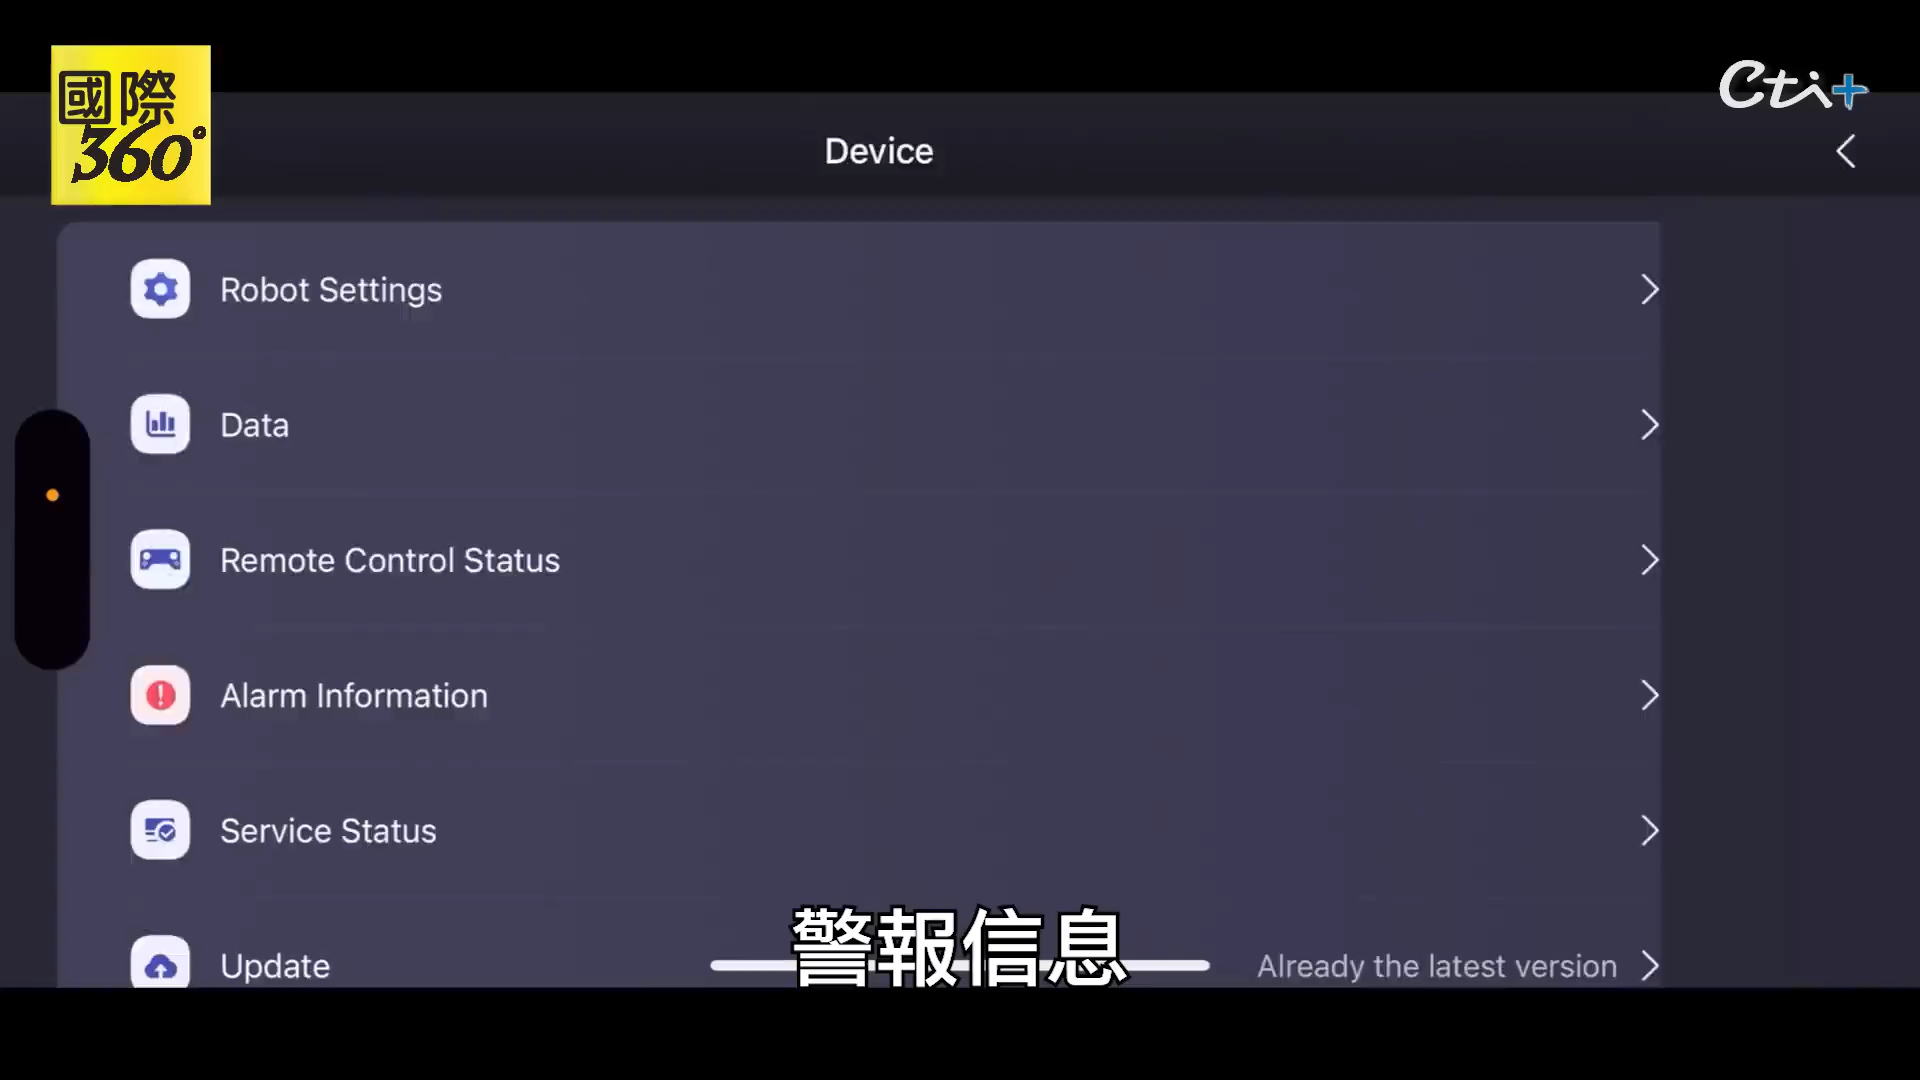 國際
360°
Cti+
Device
Robot Settings
Data
Remote Control Status
Alarm Information
Service Status
Update
Already the latest version
警報信息